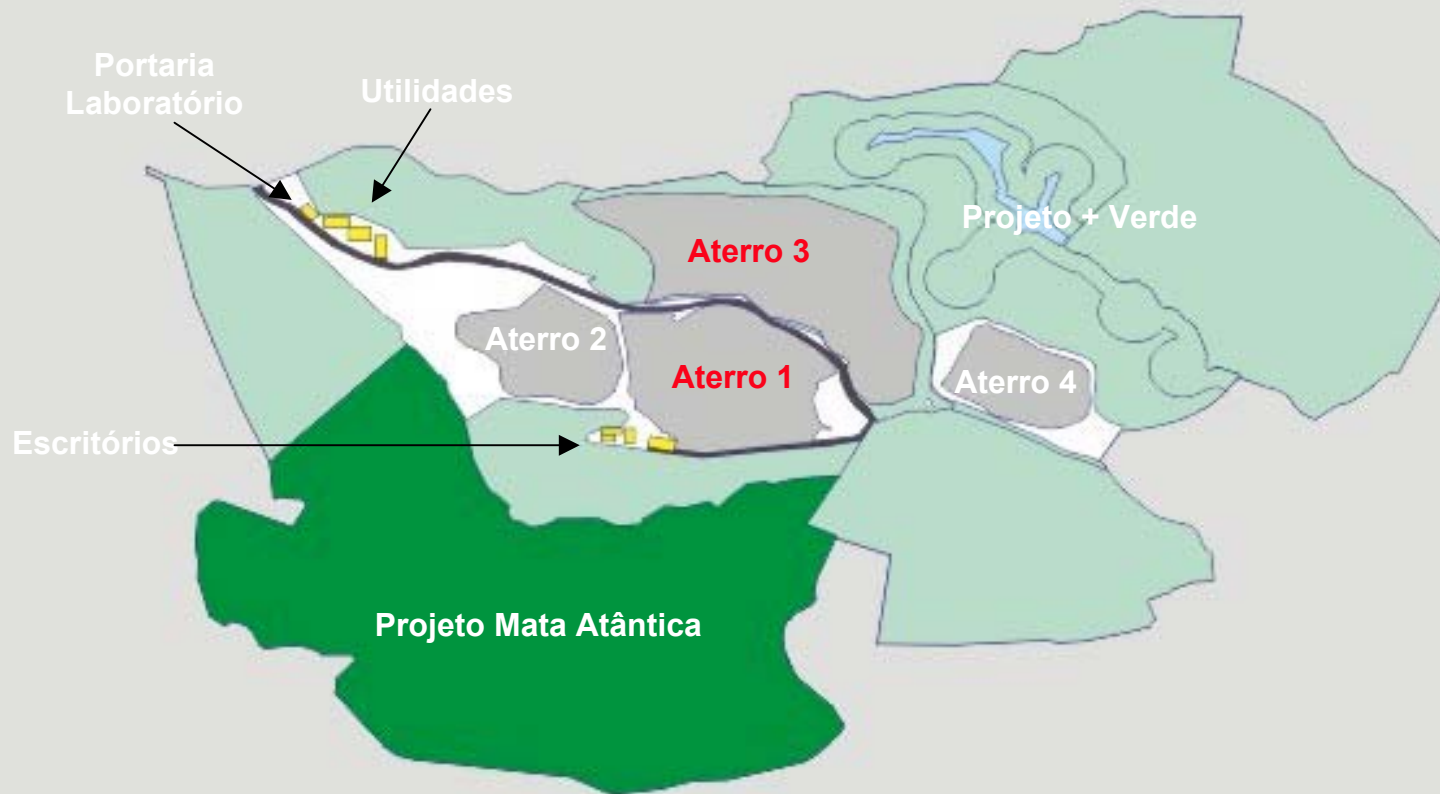 Portaria
Laboratório
Utilidades
Projeto + Verde
Aterro 3
Aterro 2
Aterro 1
Aterro 4
Escritórios
Projeto Mata Atântica